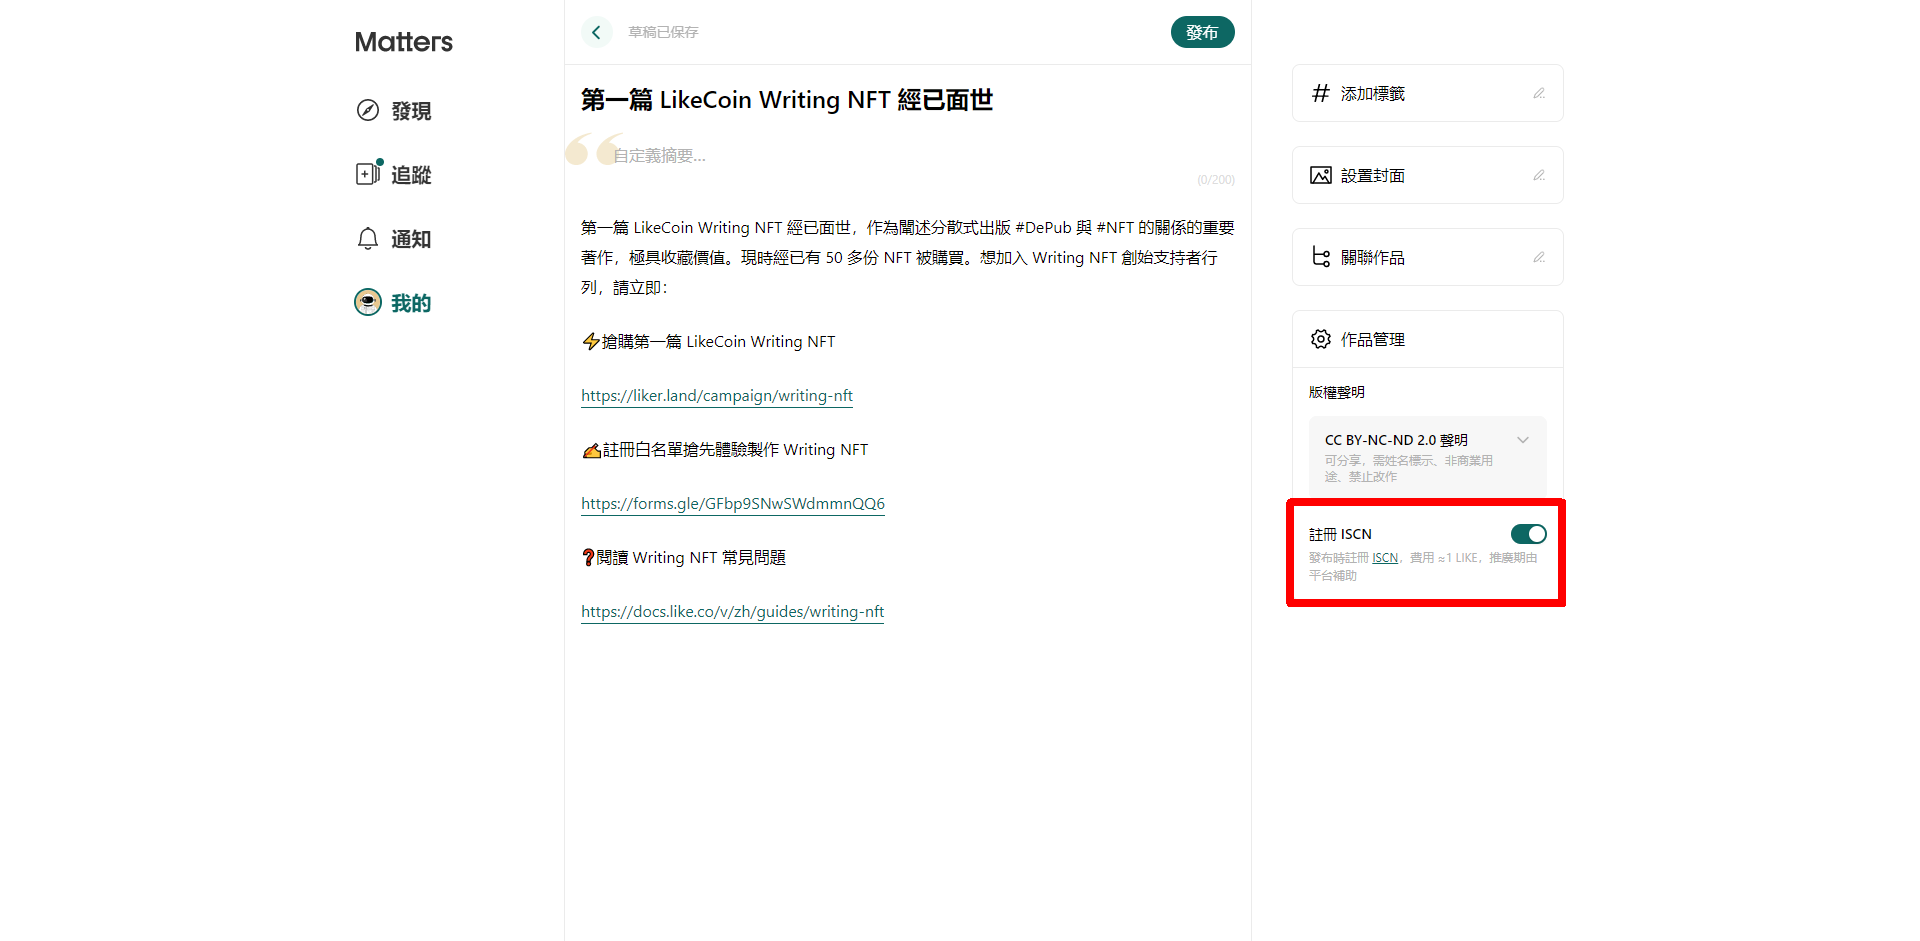 Matters
發現
追蹤
通知
我的
草稿已保存
發布
第一篇 LikeCoin Writing NFT 經已面世
自定義摘要...
(0/200)
第一篇 LikeCoin Writing NFT 經已面世，作為闡述分散式出版 #DePub 與 #NFT 的關係的重要
著作，極具收藏價值。現時經已有 50 多份 NFT 被購買。想加入 Writing NFT 創始支持者行
列，請立即：
⚡搶購第一篇 LikeCoin Writing NFT
https://liker.land/campaign/writing-nft
✍註冊白名單搶先體驗製作 Writing NFT
https://forms.gle/GFbp9SNwSWdmmnQQ6
❓閱讀 Writing NFT 常見問題
https://docs.like.co/v/zh/guides/writing-nft
添加標籤
設置封面
關聯作品
作品管理
版權聲明
CC BY-NC-ND 2.0 聲明
可分享，需姓名標示、非商業用
途、禁止改作
註冊 ISCN
發布時註冊 ISCN，費用 ≈1 LIKE，推廣期由
平台補助